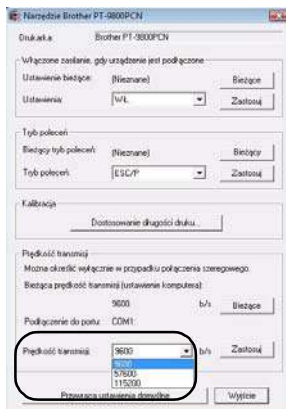 Narzędzie Brother PT-9800PCN
Drukarka: Brother PT-9800PCN
Włączone zasilanie, gdy urządzenie jest podłączone
Ustawienie bieżące: (Nieznane) Bieżące
Ustawienia: WŁ. Zastosuj
Tryb poleceń
Bieżący tryb poleceń: (Nieznane) Bieżący
Tryb poleceń: ESC/P Zastosuj
Kalibracja
Dostosowanie długości druku...
Prędkość transmisji
Można określić wyłącznie w przypadku połączenia szeregowego.
Bieżąca prędkość transmisji (ustawienie komputera):
9600 b/s Bieżące
Podłączenie do portu: COM1:
Prędkość transmisji: 9600 b/s Zastosuj
9600
57600
115200
Przywraca ustawienia domyślne Wyjście